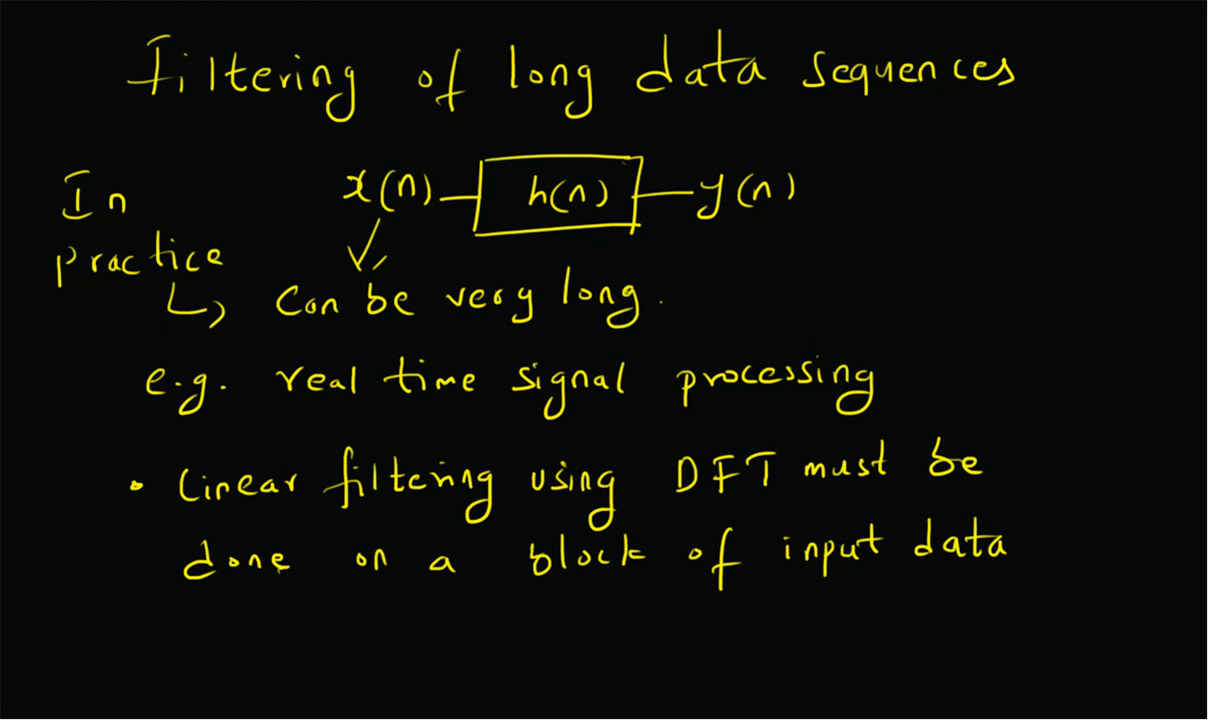 Filtering of long data sequences
x(n) h(n) y(n)
In
practice
Can be very long.
e.g. real time signal processing
• Linear filtering using DFT must be
done on a block of input data